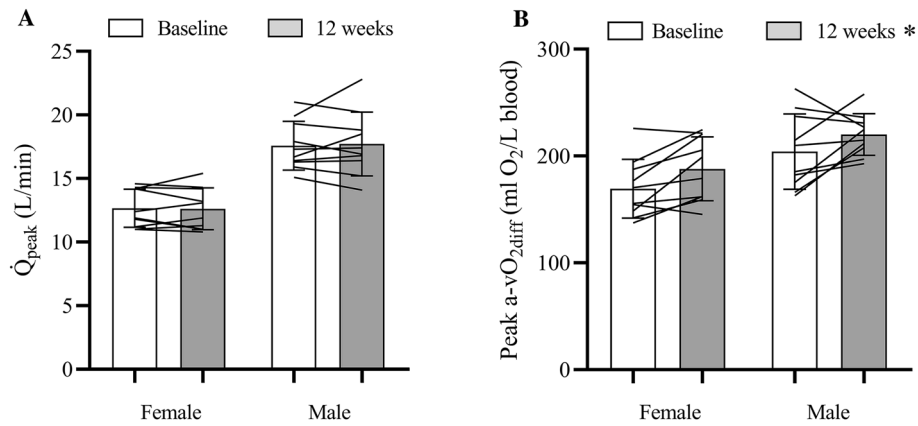 A
Baseline
12 weeks
Q̇peak (L/min)
25
20
15
10
5
0
Female
Male
B
Baseline
12 weeks *
Peak a-vO2diff (ml O2/L blood)
300
200
100
0
Female
Male